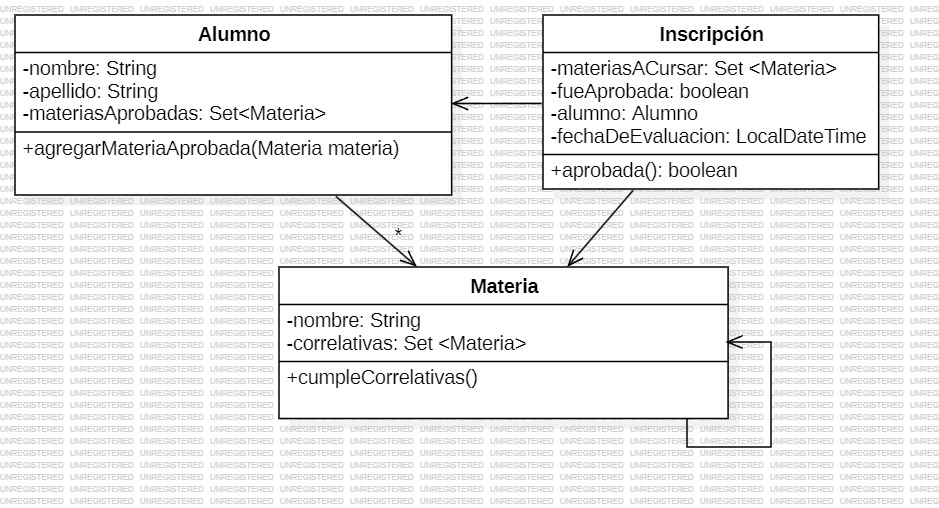 Alumno
-nombre: String
-apellido: String
-materiasAprobadas: Set<Materia>
+agregarMateriaAprobada(Materia materia)
Inscripción
-materiasACursar: Set <Materia>
-fueAprobada: boolean
-alumno: Alumno
-fechaDeEvaluacion: LocalDateTime
+aprobada(): boolean
*
Materia
-nombre: String
-correlativas: Set <Materia>
+cumpleCorrelativas()
UNREGISTERED